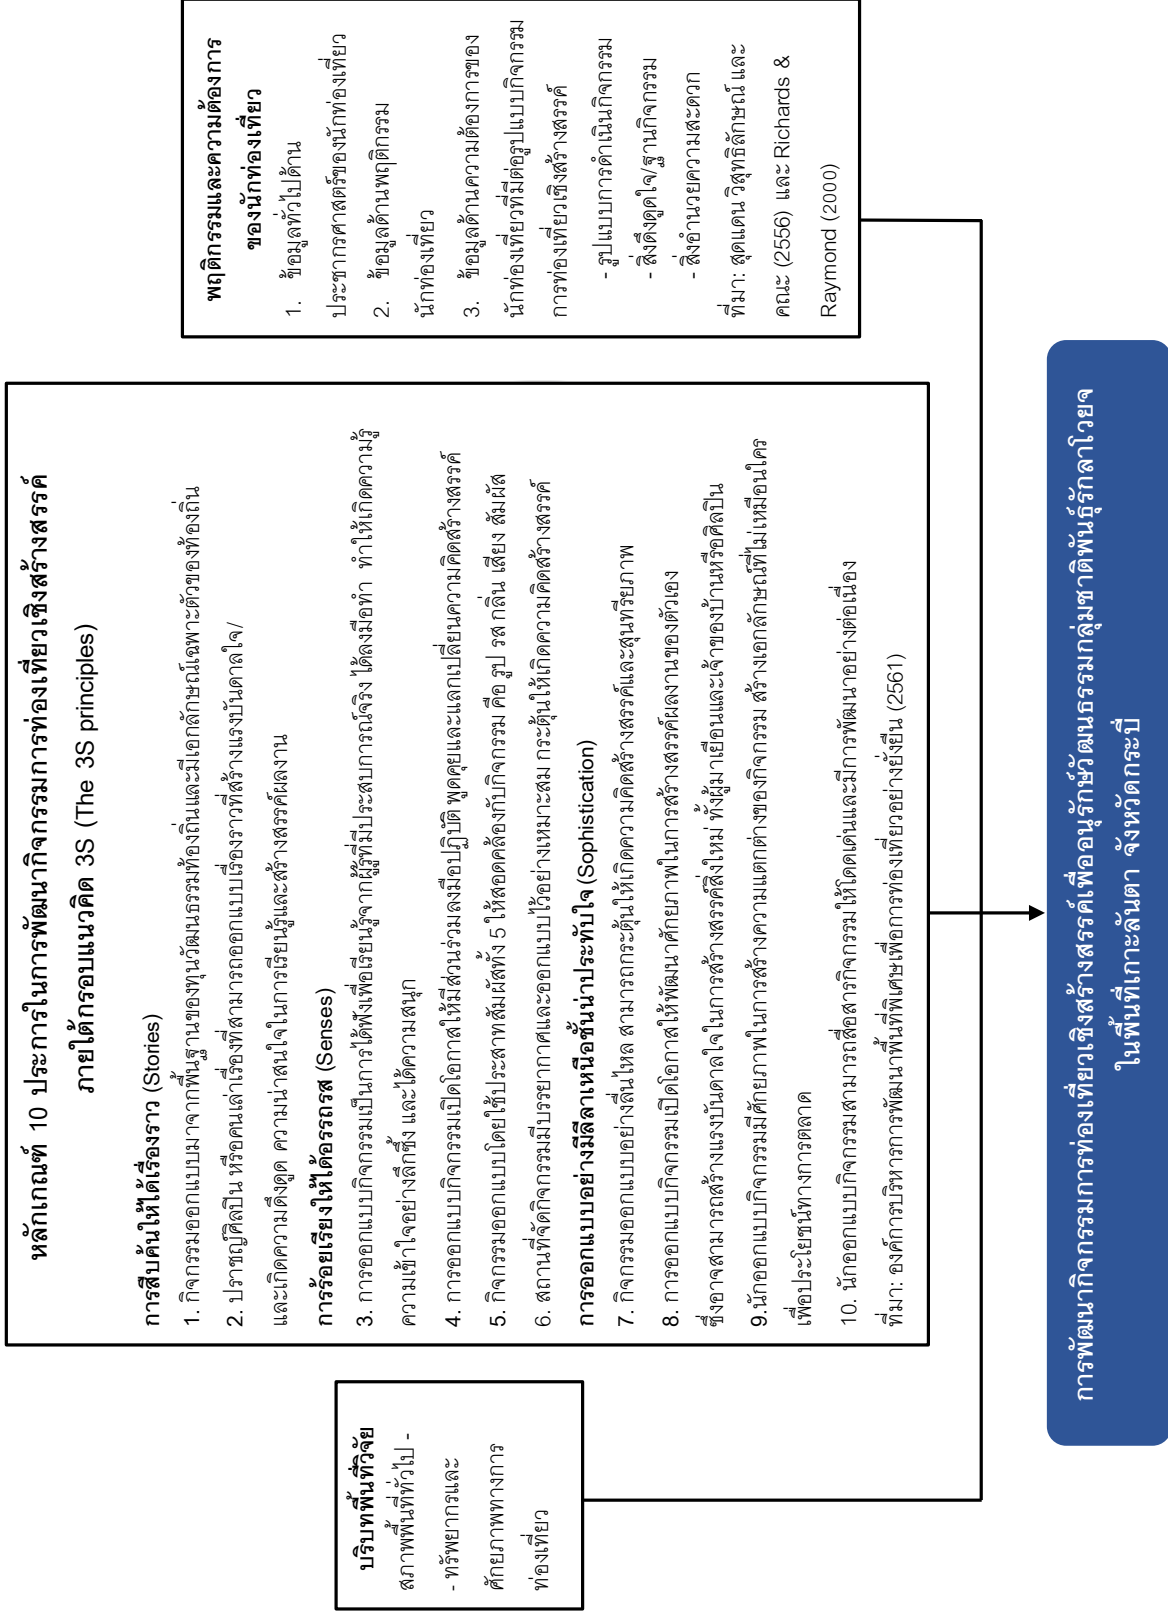 บริบทพื้นที่วิจัย
สภาพพื้นที่ทั่วไป -
- ทรัพยากรและ
ศักยภาพทางการ
ท่องเที่ยว
หลักเกณฑ์ 10 ประการในการพัฒนากิจกรรมการท่องเที่ยวเชิงสร้างสรรค์
ภายใต้กรอบแนวคิด 3S (The 3S principles)
การสืบค้นให้ได้เรื่องราว (Stories)
1. กิจกรรมออกแบบมาจากพื้นฐานของทุนวัฒนธรรมท้องถิ่นและมีเอกลักษณ์เฉพาะตัวของท้องถิ่น
2. ปราชญ์ศิลปิน หรือคนเล่าเรื่องที่สามารถออกแบบเรื่องราวที่สร้างแรงบันดาลใจ/
และเกิดความดึงดูด ความน่าสนใจในการเรียนรู้และสร้างสรรค์ผลงาน
การร้อยเรียงให้ได้อรรถรส (Senses)
3. การออกแบบกิจกรรมเป็นการได้ฟังเพื่อเรียนรู้จากผู้รู้ที่มีประสบการณ์จริง ได้ลงมือทำ ทำให้เกิดความรู้
ความเข้าใจอย่างลึกซึ้ง และได้ความสนุก
4. การออกแบบกิจกรรมเปิดโอกาสให้มีส่วนร่วมลงมือปฏิบัติ พูดคุยและแลกเปลี่ยนความคิดสร้างสรรค์
5. กิจกรรมออกแบบโดยใช้ประสาทสัมผัสทั้ง 5 ให้สอดคล้องกับกิจกรรม คือ รูป รส กลิ่น เสียง สัมผัส
6. สถานที่จัดกิจกรรมมีบรรยากาศและออกแบบไว้อย่างเหมาะสม กระตุ้นให้เกิดความคิดสร้างสรรค์
การออกแบบอย่างมีลีลาเหนือชั้นน่าประทับใจ (Sophistication)
7. กิจกรรมออกแบบอย่างลื่นไหล สามารถกระตุ้นให้เกิดความคิดสร้างสรรค์และสุนทรียภาพ
8. การออกแบบกิจกรรมเปิดโอกาสให้พัฒนาศักยภาพในการสร้างสรรค์ผลงานของตัวเอง
ซึ่งอาจสามารถสร้างแรงบันดาลใจในการสร้างสรรค์สิ่งใหม่ ทั้งผู้มาเยือนและเจ้าของบ้านหรือศิลปิน
9.นักออกแบบกิจกรรมมีศักยภาพในการสร้างความแตกต่างของกิจกรรม สร้างเอกลักษณ์ที่ไม่เหมือนใคร
เพื่อประโยชน์ทางการตลาด
10. นักออกแบบกิจกรรมสามารถสื่อสารกิจกรรมให้โดดเด่นและมีการพัฒนาอย่างต่อเนื่อง
ที่มา: องค์การบริหารการพัฒนาพื้นที่พิเศษเพื่อการท่องเที่ยวอย่างยั่งยืน (2561)
พฤติกรรมและความต้องการ
ของนักท่องเที่ยว
1. ข้อมูลทั่วไปด้าน
ประชากรศาสตร์ของนักท่องเที่ยว
2. ข้อมูลด้านพฤติกรรม
นักท่องเที่ยว
3. ข้อมูลด้านความต้องการของ
นักท่องเที่ยวที่มีต่อรูปแบบกิจกรรม
การท่องเที่ยวเชิงสร้างสรรค์
- รูปแบบการดำเนินกิจกรรม
- สิ่งดึงดูดใจ/ฐานกิจกรรม
- สิ่งอำนวยความสะดวก
ที่มา: สุดแดน วิสุทธิลักษณ์ และ
คณะ (2556) และ Richards &
Raymond (2000)
การพัฒนากิจกรรมการท่องเที่ยวเชิงสร้างสรรค์เพื่ออนุรักษ์วัฒนธรรมกลุ่มชาติพันธุ์รักลาโวยจ
ในพื้นที่เกาะลันตา จังหวัดกระบี่